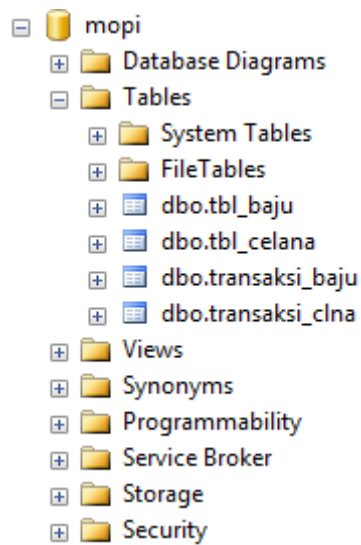 mopi
Database Diagrams
Tables
System Tables
FileTables
dbo.tbl_baju
dbo.tbl_celana
dbo.transaksi_baju
dbo.transaksi_clna
Views
Synonyms
Programmability
Service Broker
Storage
Security